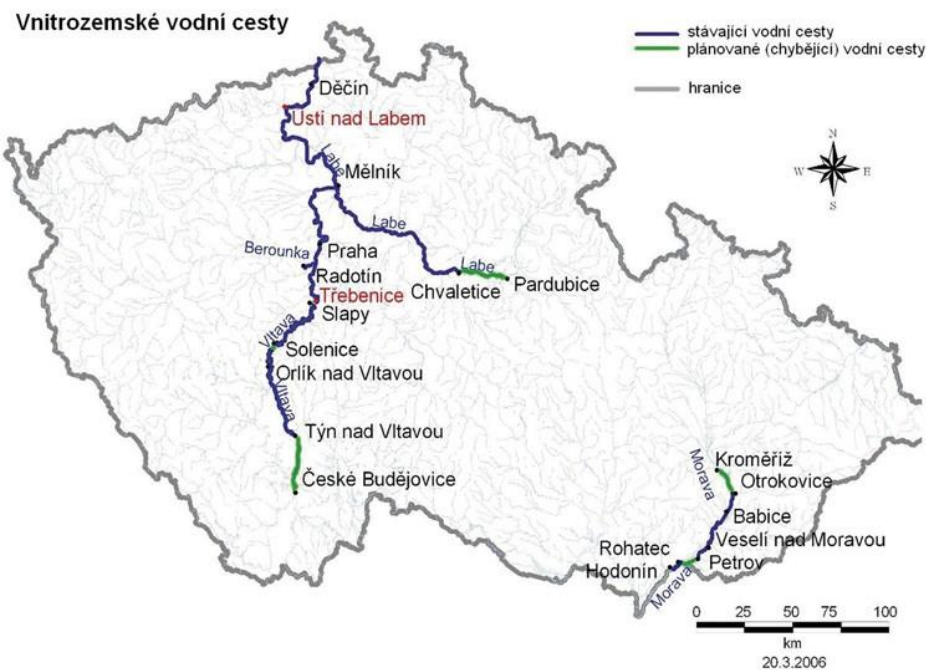 Vnitrozemské vodní cesty
stávající vodní cesty
plánované (chybějící) vodní cesty
hranice
N
W E
S
Děčín
Ústí nad Labem
Labe
Mělník
Labe
Berounka
Praha
Labe
Radotín
Chvaletice
Pardubice
Třebenice
Slapy
Vltava
Solenice
Orlík nad Vltavou
Vltava
Týn nad Vltavou
České Budějovice
Kroměříž
Morava
Otrokovice
Babice
Veselí nad Moravou
Rohatec
Petrov
Hodonín
Morava
0 25 50 75 100
km
20.3.2006